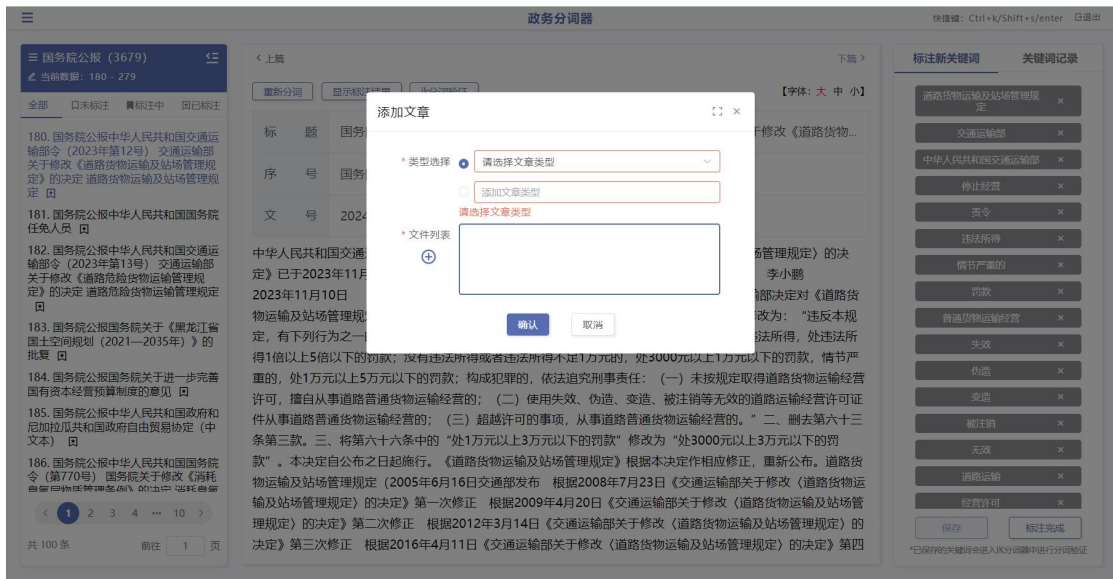 政务分词器
快捷键: Ctrl+k/Shift+s/enter 退出
国务院公报 (3679)
当前数据: 180 - 279
全部 未标注 标注中 已标注
180. 国务院公报中华人民共和国交通运
输部令(2023年第12号) 交通运输部
关于修改《道路货物运输及站场管理规
定》的决定 道路货物运输及站场管理规
定
181. 国务院公报中华人民共和国国务院
任免人员
182. 国务院公报中华人民共和国交通运
输部令(2023年第13号) 交通运输部
关于修改《道路危险货物运输管理规
定》的决定 道路危险货物运输管理规定
183. 国务院公报国务院关于《黑龙江省
国土空间规划(2021—2035年)》的
批复
184. 国务院公报国务院关于进一步完善
国有资本经营预算制度的意见
185. 国务院公报中华人民共和国政府和
尼加拉瓜共和国政府自由贸易协定(中
文本)
186. 国务院公报中华人民共和国国务院
令(第770号) 国务院关于修改《消耗
臭氧层物质管理条例》的决定 消耗臭氧
< 1 2 3 4 ··· 10 >
共 100 条 前往 1 页
< 上篇
下篇 >
重新分词 显示标注结果
【字体: 大 中 小】
标 题 国务
于修改《道路货物...
序 号 国务
文 号 2024
添加文章
* 类型选择 请选择文章类型
添加文章类型
请选择文章类型
* 文件列表
确认 取消
中华人民共和国交通
场管理规定〉的决
定》已于2023年11月
李小鹏
2023年11月10日
输部决定对《道路货
物运输及站场管理规
改为: “违反本规
定, 有下列行为之一
违法所得, 处违法所
得1倍以上5倍以下的罚款; 没有违法所得或者违法所得不足1万元的, 处3000元以上1万元以下的罚款, 情节严
重的, 处1万元以上5万元以下的罚款; 构成犯罪的, 依法追究刑事责任: (一) 未按规定取得道路货物运输经营
许可, 擅自从事道路普通货物运输经营的; (二) 使用失效、伪造、变造、被注销等无效的道路运输经营许可证
件从事道路普通货物运输经营的; (三) 超越许可的事项, 从事道路普通货物运输经营的。” 二、删去第六十三
条第三款。三、将第六十六条中的“处1万元以上3万元以下的罚款”修改为“处3000元以上3万元以下的罚
款”。本决定自公布之日起施行。《道路货物运输及站场管理规定》根据本决定作相应修正, 重新公布。道路货
物运输及站场管理规定 (2005年6月16日交通部发布 根据2008年7月23日《交通运输部关于修改〈道路货物运
输及站场管理规定〉的决定》第一次修正 根据2009年4月20日《交通运输部关于修改〈道路货物运输及站场管
理规定〉的决定》第二次修正 根据2012年3月14日《交通运输部关于修改〈道路货物运输及站场管理规定〉的
决定》第三次修正 根据2016年4月11日《交通运输部关于修改〈道路货物运输及站场管理规定〉的决定》第四
标注新关键词 关键词记录
道路货物运输及站场管理规
定 ×
交通运输部 ×
中华人民共和国交通运输部 ×
停止经营 ×
责令 ×
违法所得 ×
情节严重的 ×
罚款 ×
普通货物运输经营 ×
失效 ×
伪造 ×
变造 ×
被注销 ×
无效 ×
道路运输 ×
经营许可 ×
保存 标注完成
*已保存的关键词会进入IK分词器中进行分词验证